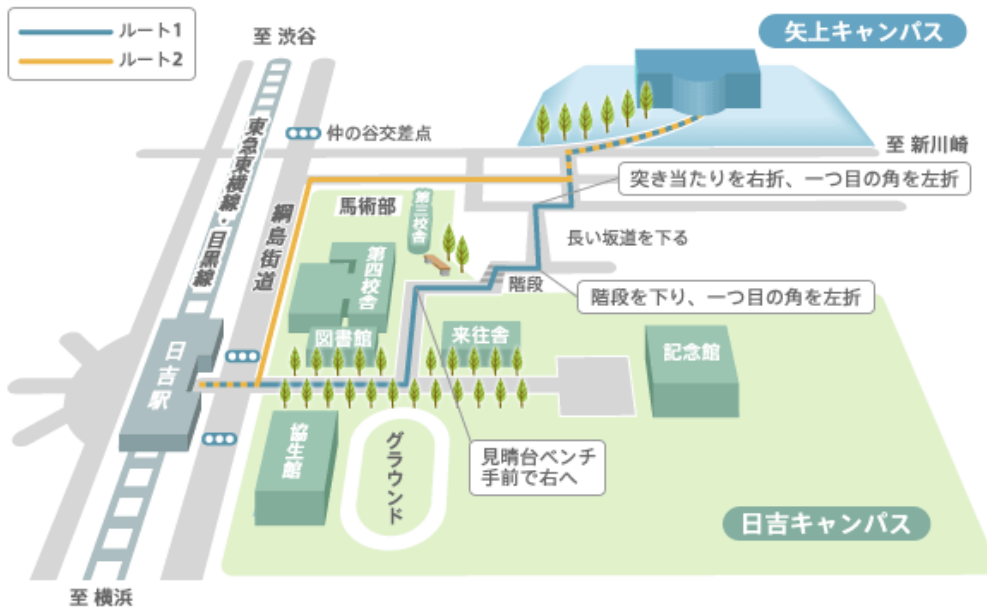 ルート1
ルート2
至 渋谷
矢上キャンパス
仲の谷交差点
至 新川崎
東急東横線・目黒線
綱島街道
馬術部
第三校舎
突き当たりを右折、一つ目の角を左折
長い坂道を下る
第四校舎
階段
階段を下り、一つ目の角を左折
図書館
来往舎
記念館
日吉駅
協生館
グラウンド
見晴台ベンチ
手前で右へ
日吉キャンパス
至 横浜